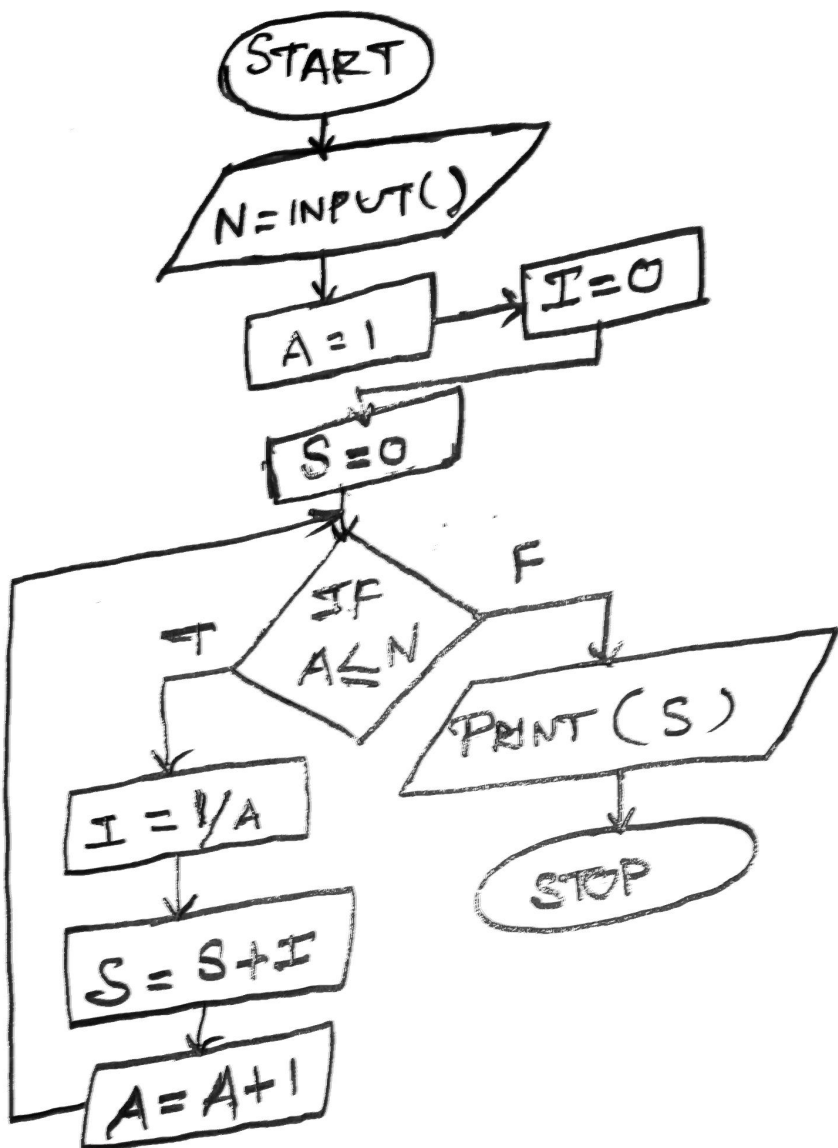 START
N=INPUT()
A=1
I=0
S=0
IF
A≤N
T
F
I=1/A
S=S+I
A=A+1
PRINT(S)
STOP